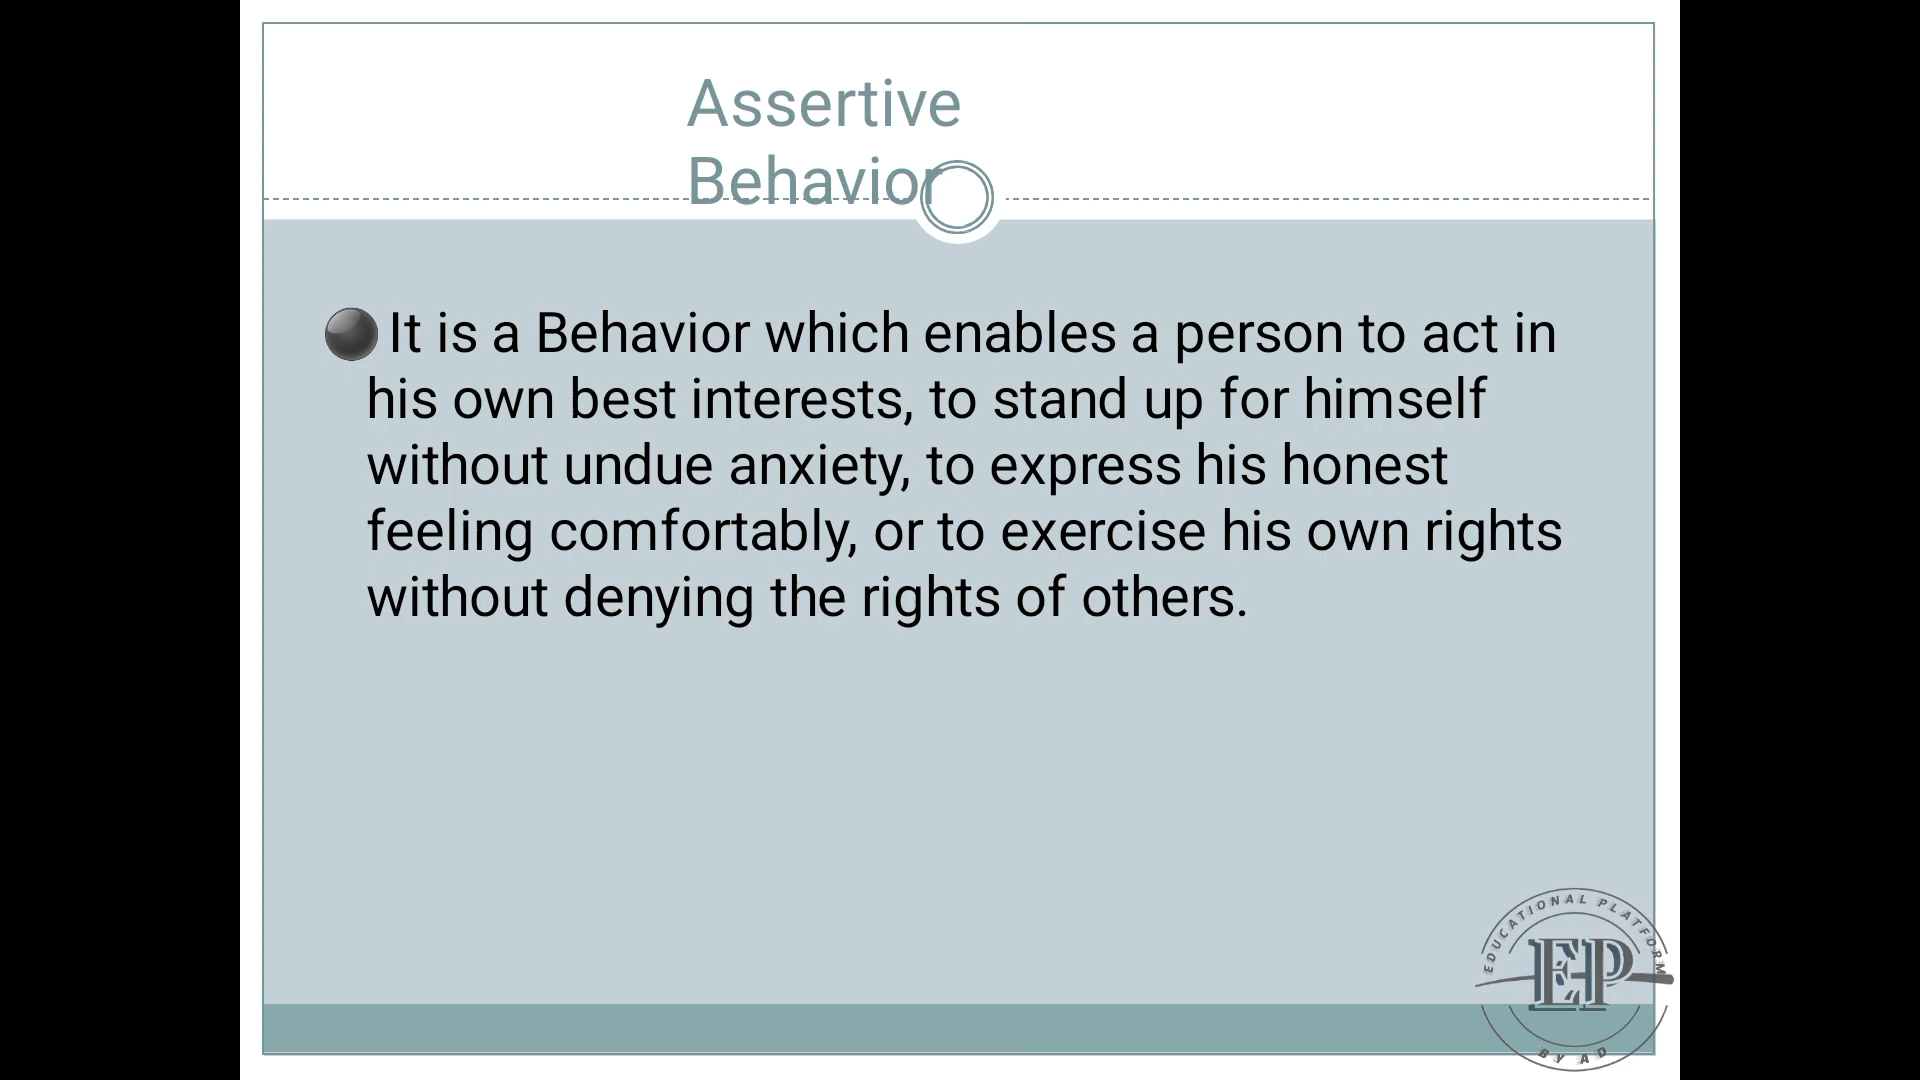 Assertive
Behavior
It is a Behavior which enables a person to act in
his own best interests, to stand up for himself
without undue anxiety, to express his honest
feeling comfortably, or to exercise his own rights
without denying the rights of others.
EDUCATIONAL PLATFORM
EP
BY AD